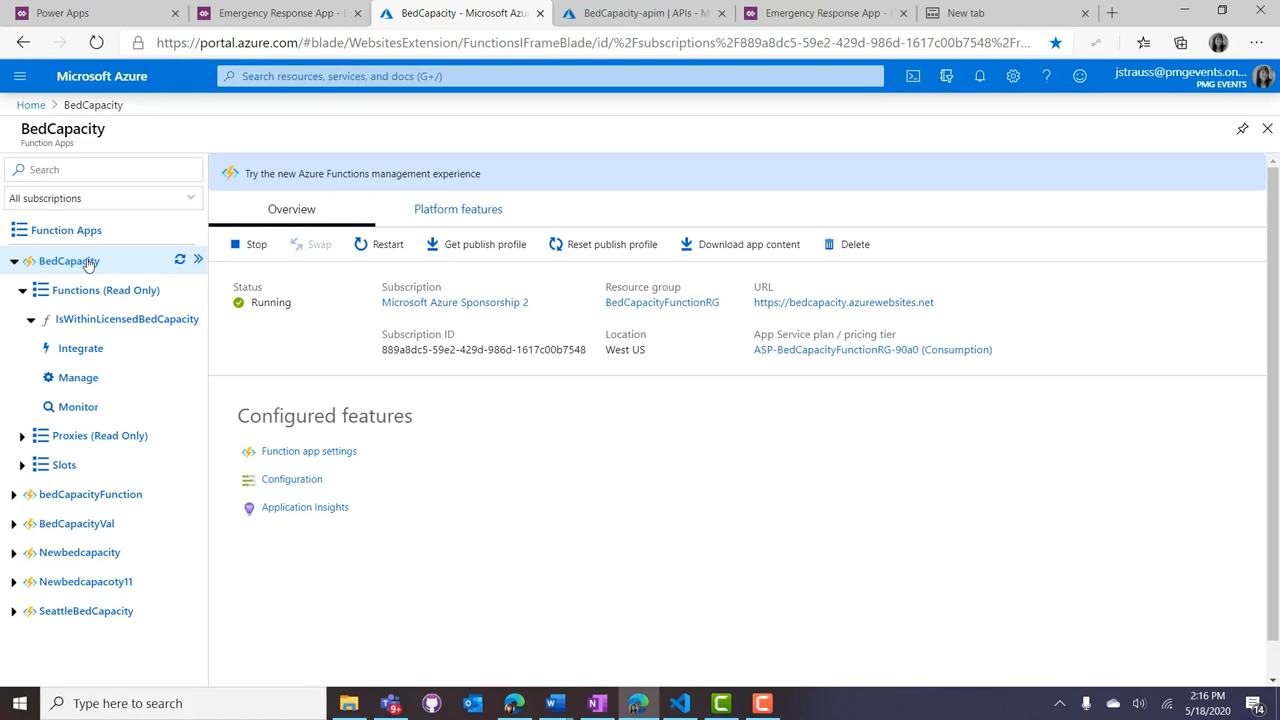 Power Apps
Emergency Response App -
BedCapacity - Microsoft Azu
BedCapacity-apim | APIs - M
Emergency Response App -
New tab
https://portal.azure.com/#blade/WebsitesExtension/FunctionsIFrameBlade/id/%2Fsubscriptions%2F889a8dc5-59e2-429d-986d-1617c00b7548%2Fr...
Microsoft Azure
Search resources, services, and docs (G+/)
jstrauss@pmgevents.on...
PMG EVENTS
Home > BedCapacity
BedCapacity
Function Apps
Search
All subscriptions
Function Apps
BedCapacity
Functions (Read Only)
IsWithinLicensedBedCapacity
Integrate
Manage
Monitor
Proxies (Read Only)
Slots
bedCapacityFunction
BedCapacityVal
Newbedcapacity
Newbedcapacoty11
SeattleBedCapacity
Try the new Azure Functions management experience
Overview
Platform features
Stop
Swap
Restart
Get publish profile
Reset publish profile
Download app content
Delete
Status
Running
Subscription
Microsoft Azure Sponsorship 2
Subscription ID
889a8dc5-59e2-429d-986d-1617c00b7548
Resource group
BedCapacityFunctionRG
Location
West US
URL
https://bedcapacity.azurewebsites.net
App Service plan / pricing tier
ASP-BedCapacityFunctionRG-90a0 (Consumption)
Configured features
Function app settings
Configuration
Application Insights
Type here to search
9+
2:16 PM
5/18/2020
14